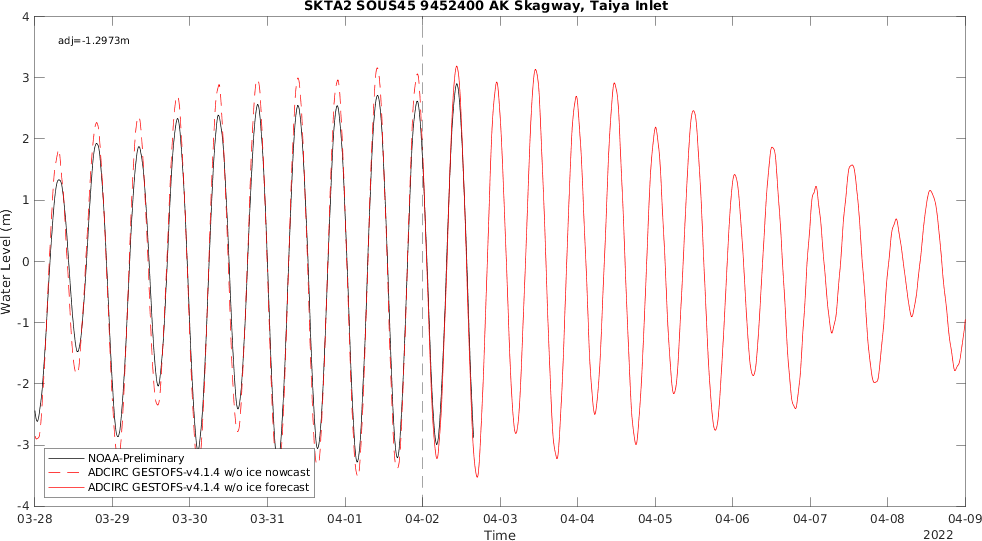 SKTA2 SOUS45 9452400 AK Skagway, Taiya Inlet
adj=-1.2973m
4
3
2
1
0
-1
-2
-3
-4
Water Level (m)
NOAA-Preliminary
ADCIRC GESTOFS-v4.1.4 w/o ice nowcast
ADCIRC GESTOFS-v4.1.4 w/o ice forecast
03-28 03-29 03-30 03-31 04-01 04-02 04-03 04-04 04-05 04-06 04-07 04-08 04-09
Time
2022